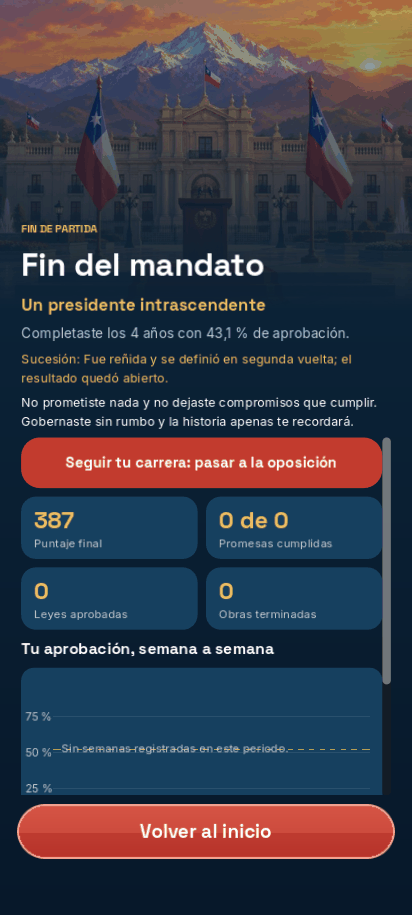 FIN DE PARTIDA
Fin del mandato
Un presidente intrascendente
Completaste los 4 años con 43,1 % de aprobación.
Sucesión: Fue reñida y se definió en segunda vuelta; el
resultado quedó abierto.
No prometiste nada y no dejaste compromisos que cumplir.
Gobernaste sin rumbo y la historia apenas te recordará.
Seguir tu carrera: pasar a la oposición
387
Puntaje final
0 de 0
Promesas cumplidas
0
Leyes aprobadas
0
Obras terminadas
Tu aprobación, semana a semana
75 %
50 %
Sin semanas registradas en este periodo.
25 %
Volver al inicio